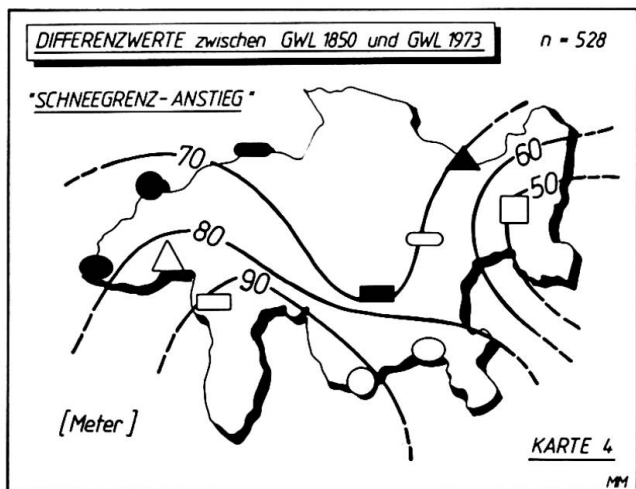 DIFFERENZWERTE zwischen GWL 1850 und GWL 1973 n = 528
"SCHNEEGRENZ-ANSTIEG"
70
60
50
80
90
[Meter]
KARTE 4
MM